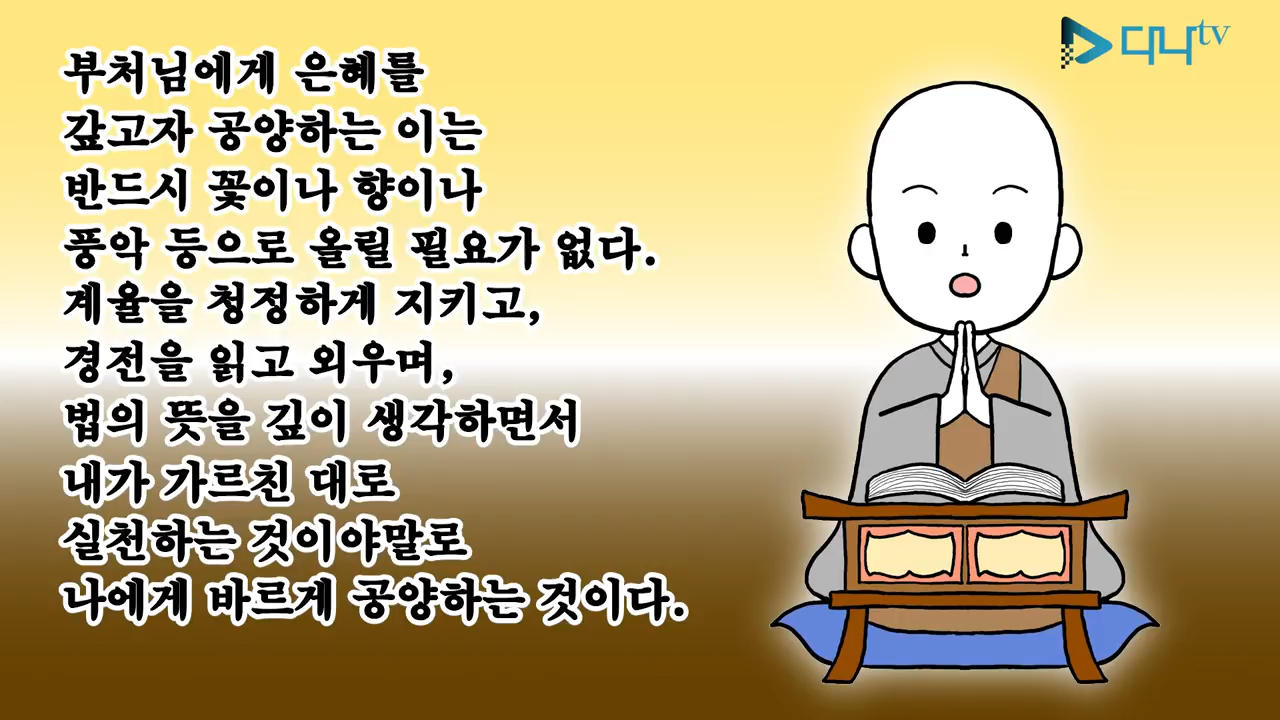 부처님에게 은혜를
갚고자 공양하는 이는
반드시 꽃이나 향이나
풍악 등으로 올릴 필요가 없다.
계율을 청정하게 지키고,
경전을 읽고 외우며,
법의 뜻을 깊이 생각하면서
내가 가르친 대로
실천하는 것이야말로
나에게 바르게 공양하는 것이다.
다나tv